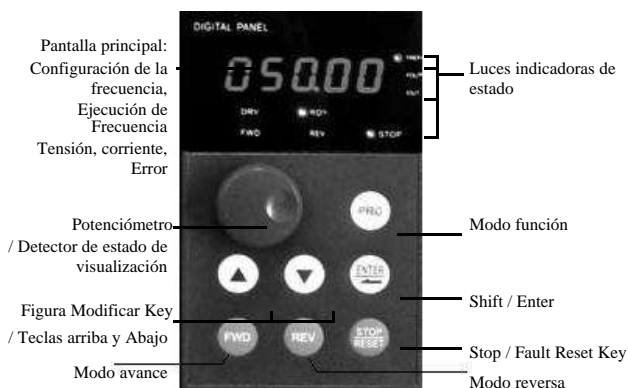 DIGITAL PANEL
Pantalla principal:
Configuración de la
frecuencia,
Ejecución de
Frecuencia
Tensión, corriente,
Error
050.00
DRV
RDY
FWD
REV
STOP
Luces indicadoras de
estado
Potenciómetro
/ Detector de estado de
visualización
PRG
Modo función
ENTER
Shift / Enter
Figura Modificar Key
/ Teclas arriba y Abajo
FWD
REV
STOP
RESET
Stop / Fault Reset Key
Modo avance
Modo reversa